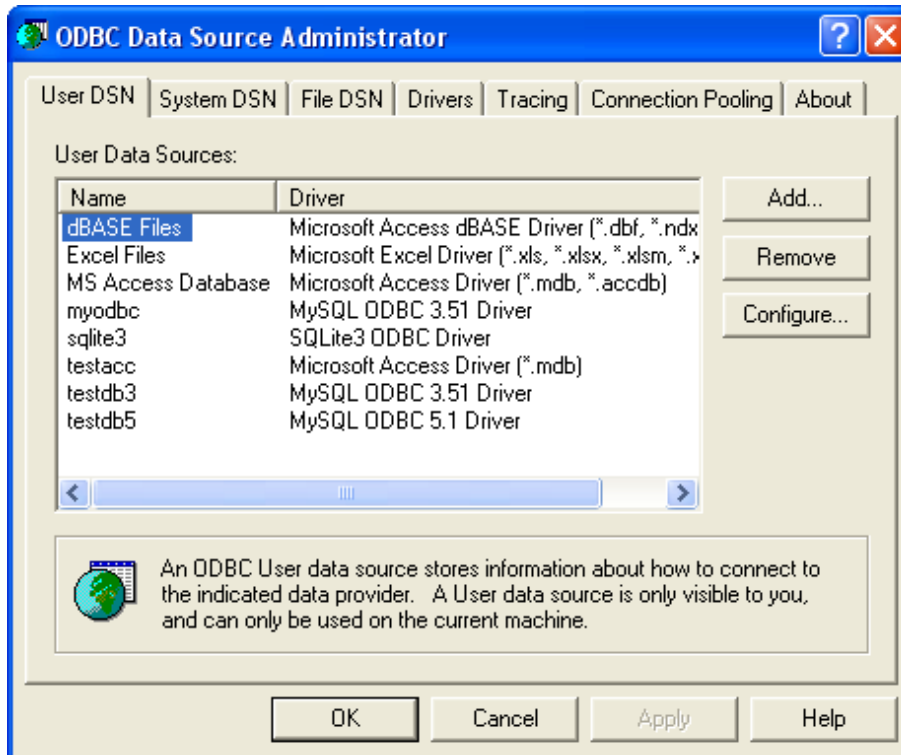 ODBC Data Source Administrator
User DSN System DSN File DSN Drivers Tracing Connection Pooling About
User Data Sources:
Name Driver
dBASE Files Microsoft Access dBASE Driver (*.dbf, *.ndx
Excel Files Microsoft Excel Driver (*.xls, *.xlsx, *.xlsm, *.x
MS Access Database Microsoft Access Driver (*.mdb, *.accdb)
myodbc MySQL ODBC 3.51 Driver
sqlite3 SQLite3 ODBC Driver
testacc Microsoft Access Driver (*.mdb)
testdb3 MySQL ODBC 3.51 Driver
testdb5 MySQL ODBC 5.1 Driver
Add...
Remove
Configure...
An ODBC User data source stores information about how to connect to
the indicated data provider. A User data source is only visible to you,
and can only be used on the current machine.
OK Cancel Apply Help